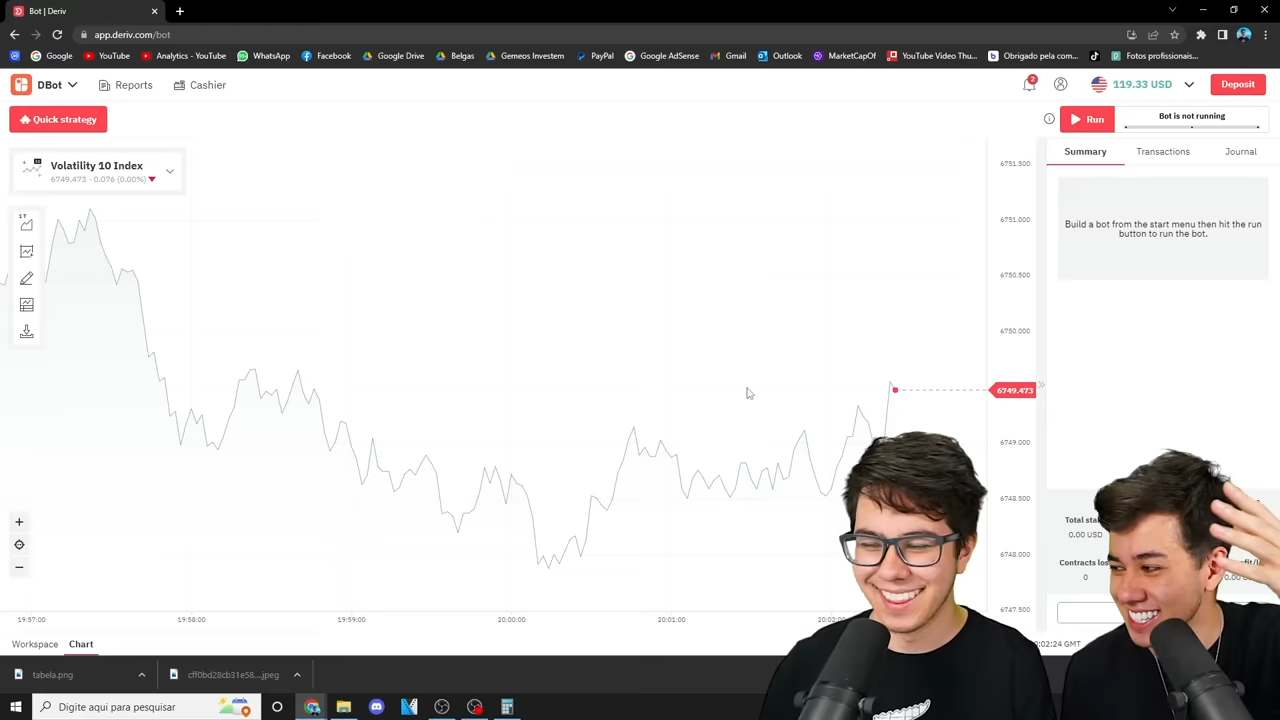 Bot | Deriv
app.deriv.com/bot
Google
YouTube
Analytics - YouTube
WhatsApp
Facebook
Google Drive
Belgas
Gemeos Investem
PayPal
Google AdSense
Gmail
Outlook
MarketCapOf
YouTube Video Thu...
Obrigado pela com...
Fotos profissionais...
DBot
Reports
Cashier
2
119.33 USD
Deposit
Quick strategy
Run
Bot is not running
Volatility 10 Index
6749.473 - 0.076 (0.00%)
Summary
Transactions
Journal
Build a bot from the start menu then hit the run
button to run the bot.
1T
6751.500
6751.000
6750.500
6750.000
6749.473
6749.000
6748.500
6748.000
6747.500
Total
0.00 USD
Contracts
0
19:57:00
19:58:00
19:59:00
20:00:00
20:01:00
Workspace
Chart
GMT
tabela.png
cff0bd28cb31e58....jpeg
Digite aqui para pesquisar